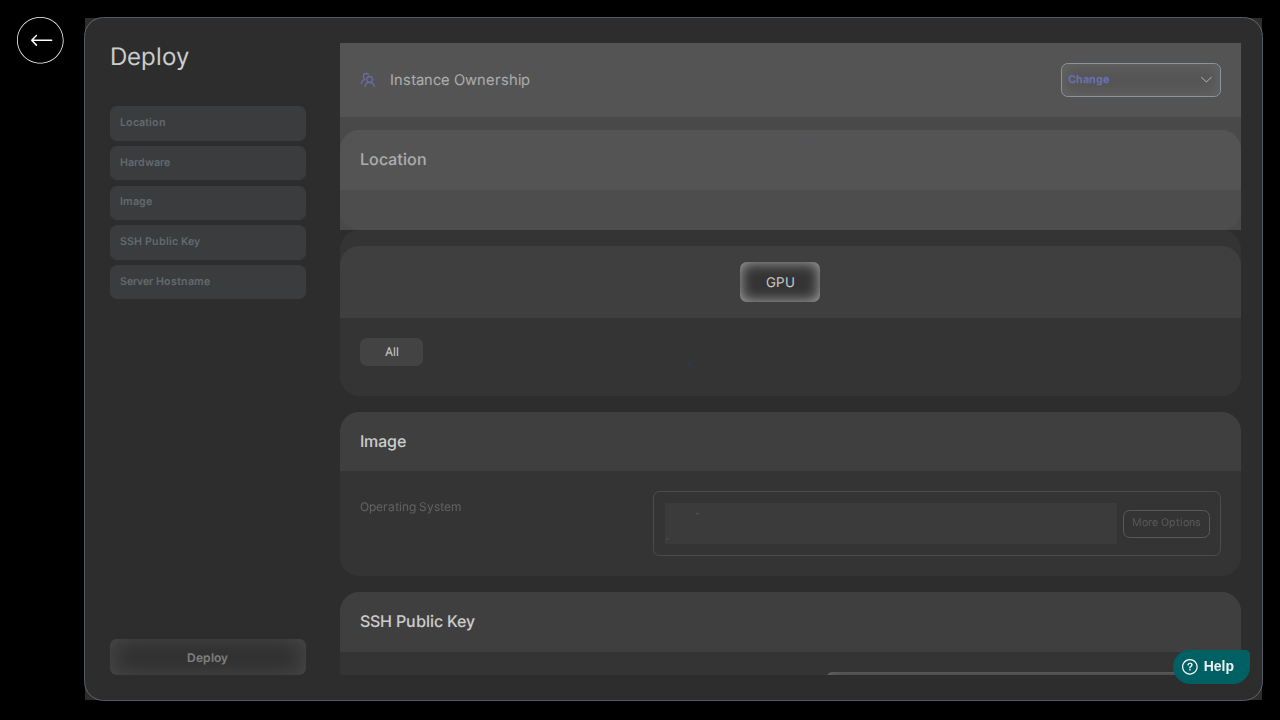 Deploy
Location
Hardware
Image
SSH Public Key
Server Hostname
Deploy
Instance Ownership
Change
Location
GPU
All
Image
Operating System
More Options
SSH Public Key
Help